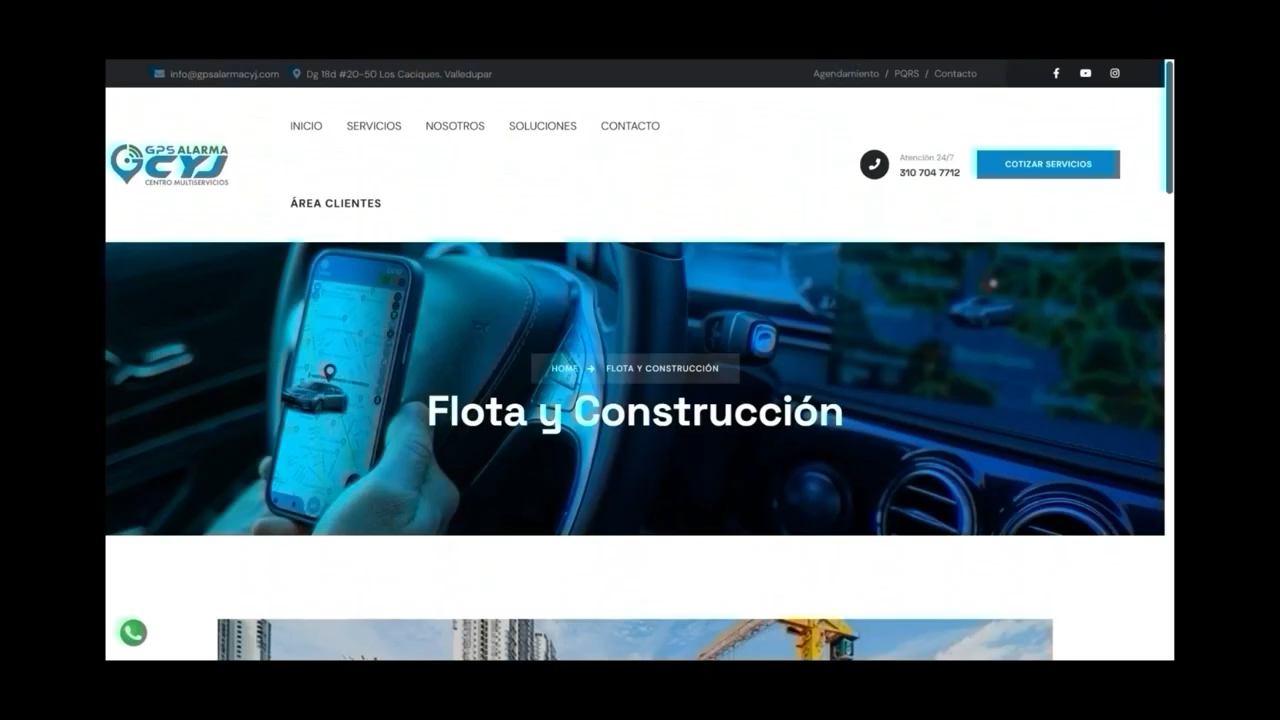 info@gpsalarmacyj.com
Dg 18d #20-50 Los Caciques. Valledupar
Agendamiento / PQRS / Contacto
INICIO
SERVICIOS
NOSOTROS
SOLUCIONES
CONTACTO
GPS ALARMA
CYJ
CENTRO MULTISERVICIOS
Atención 24/7
310 704 7712
COTIZAR SERVICIOS
ÁREA CLIENTES
HOME → FLOTA Y CONSTRUCCIÓN
Flota y Construcción